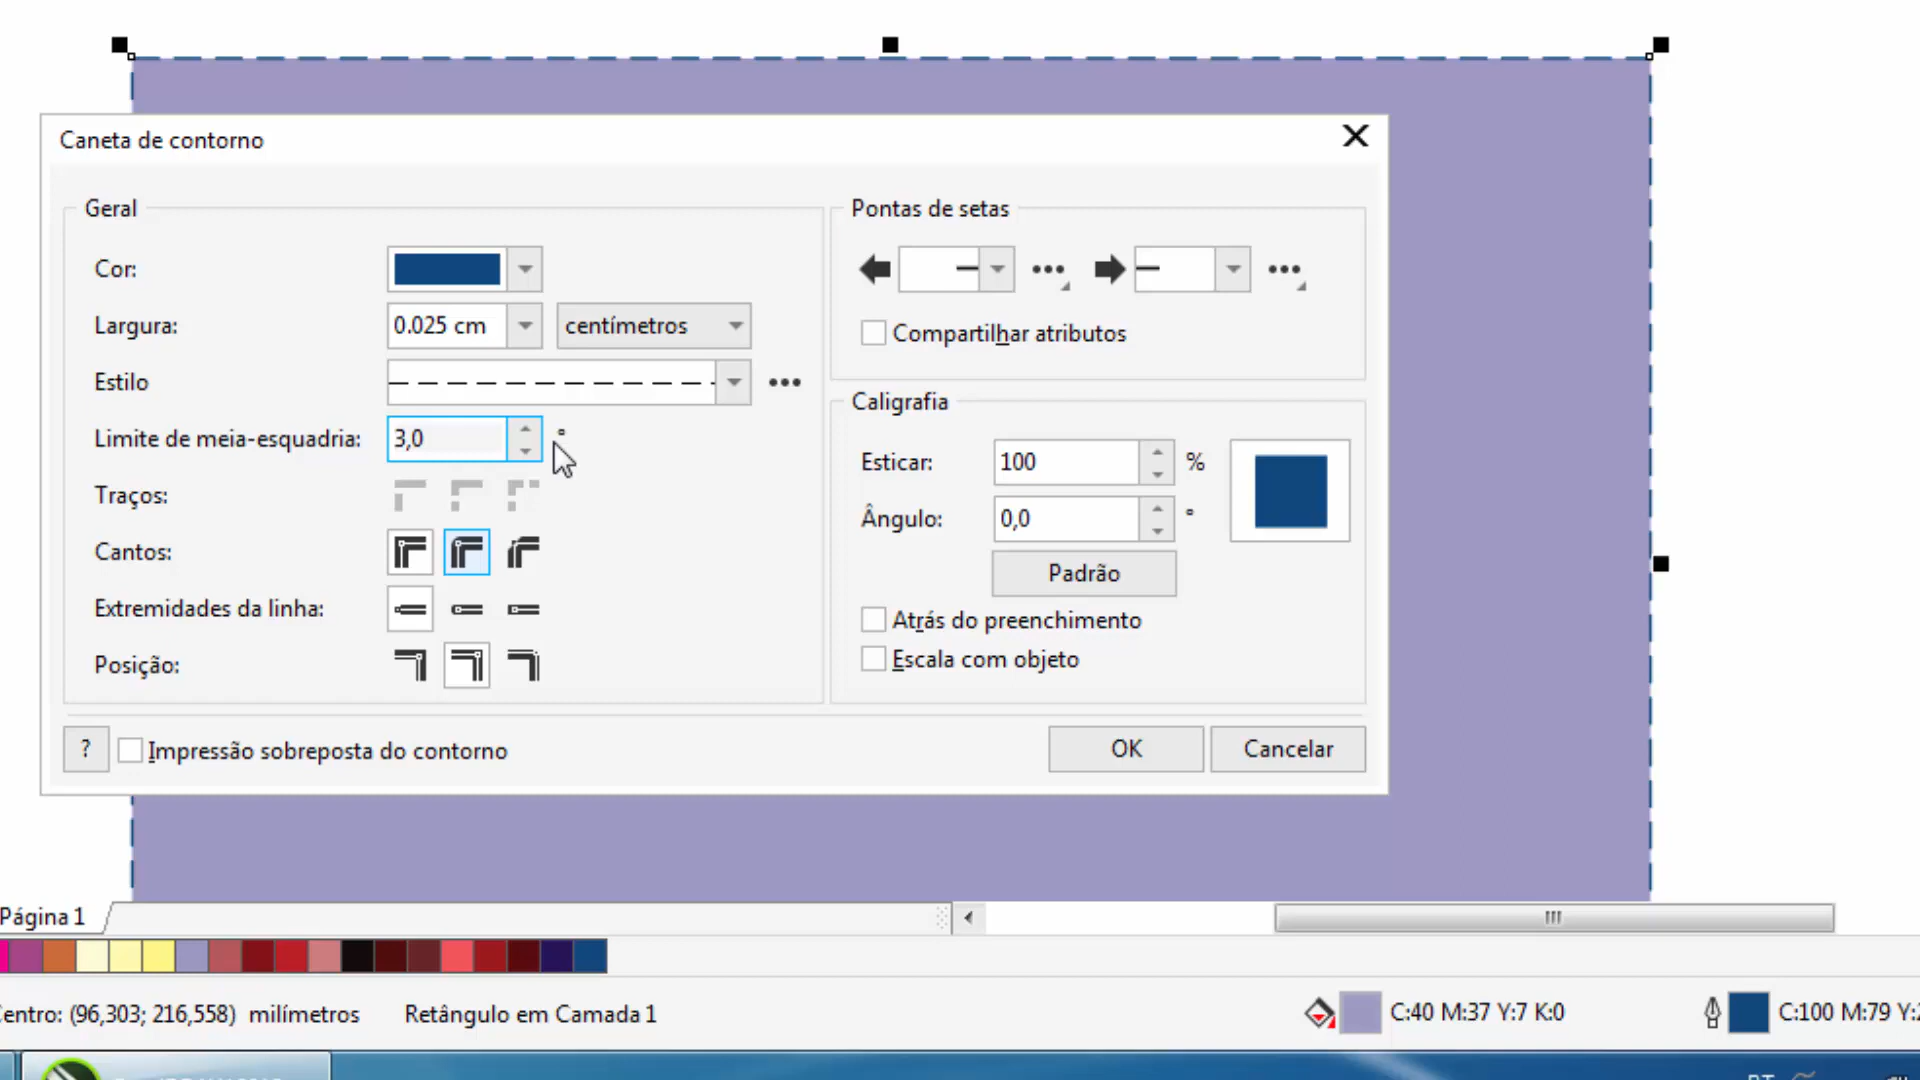 Caneta de contorno
Geral
Cor:
Largura: 0.025 cm centímetros
Estilo
Limite de meia-esquadria: 3,0 °
Traços:
Cantos:
Extremidades da linha:
Posição:
Pontas de setas
Compartilhar atributos
Caligrafia
Esticar: 100 %
Ângulo: 0,0 °
Padrão
Atrás do preenchimento
Escala com objeto
? Impressão sobreposta do contorno
OK Cancelar
Página 1
entro: (96,303; 216,558) milímetros Retângulo em Camada 1 C:40 M:37 Y:7 K:0 C:100 M:79 Y: